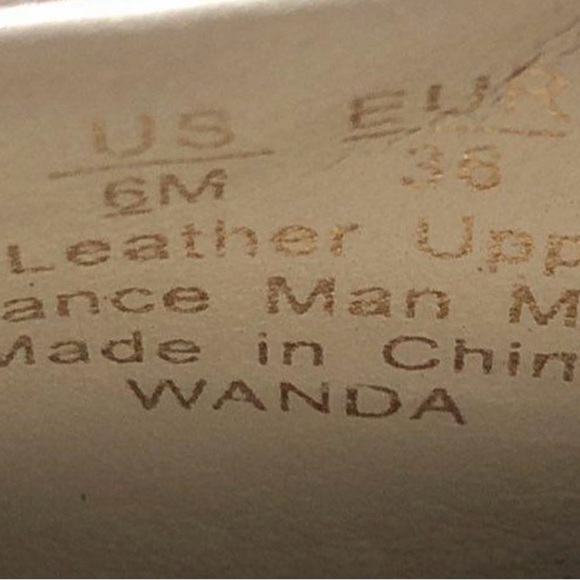 US EUR
6M 36
Leather Upp
ance Man M
Made in Chin
WANDA